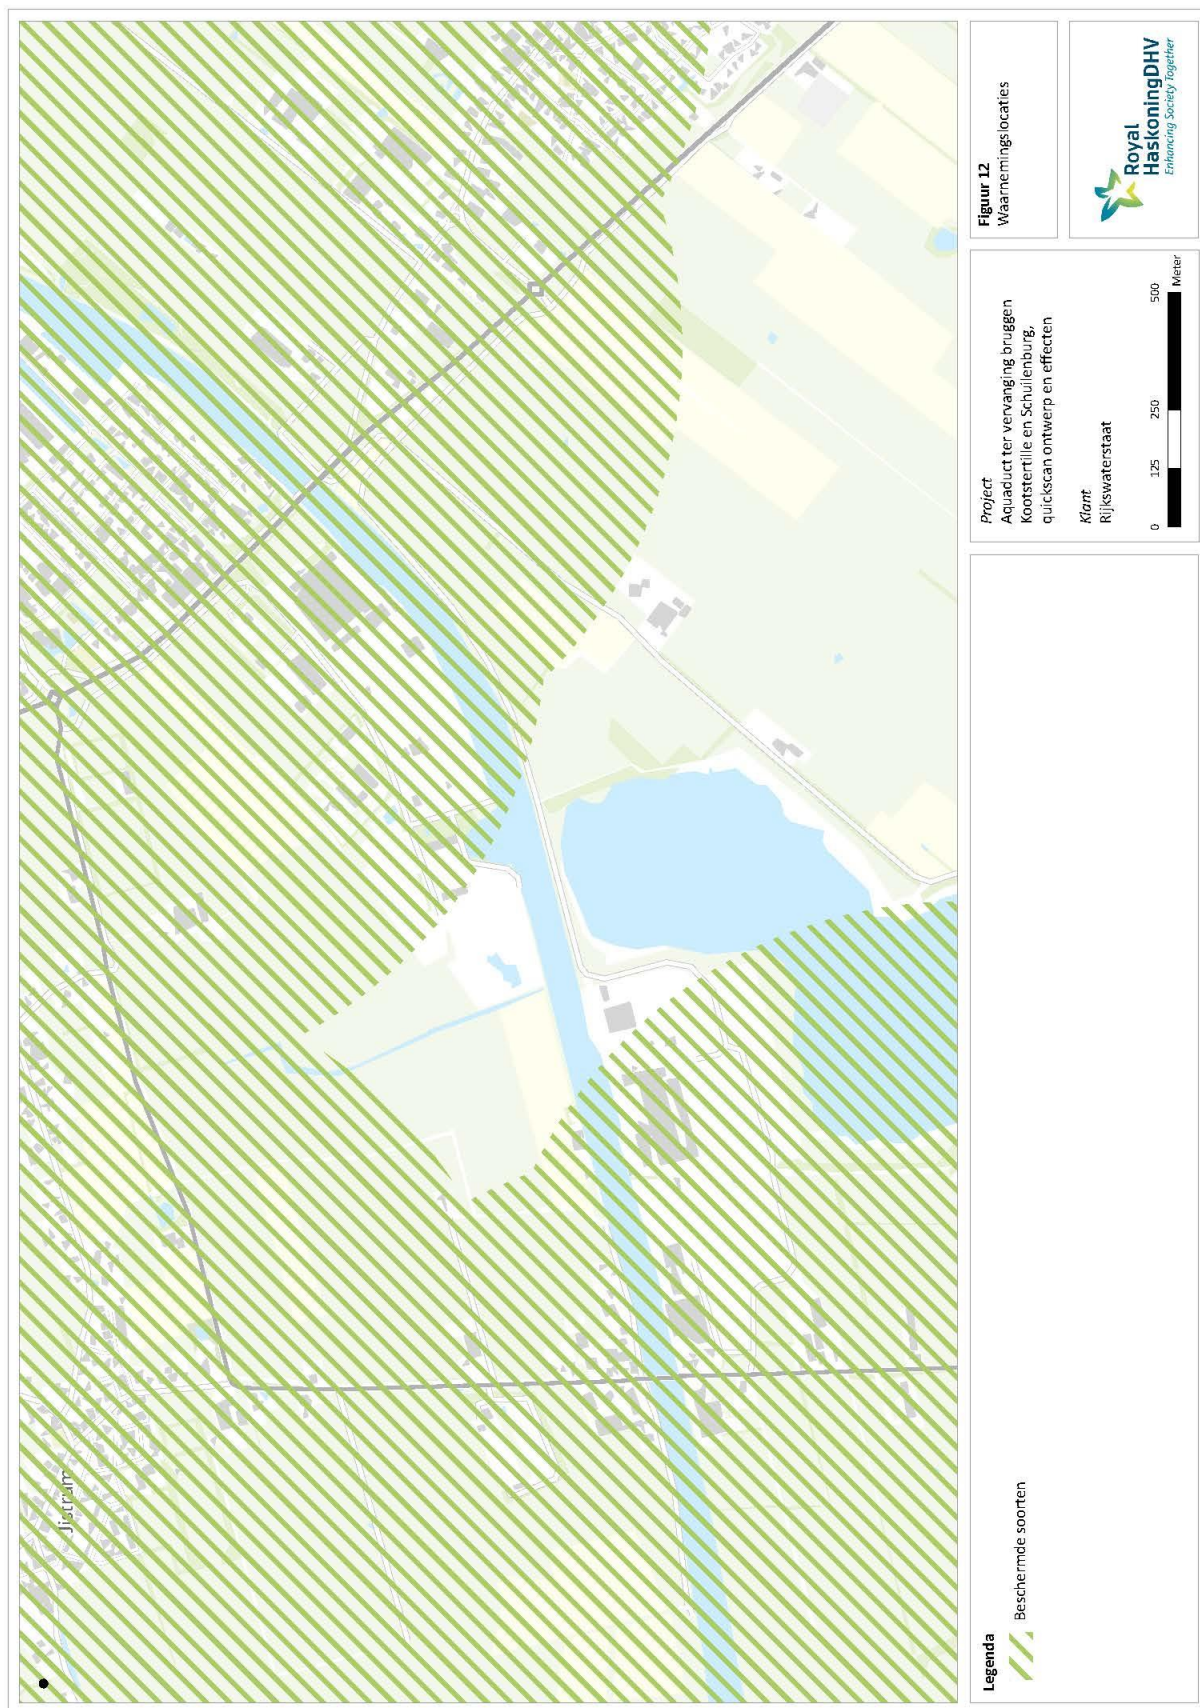 Jistrum
Legenda
Beschermde soorten
Project
Aquaduct ter vervanging bruggen
Kootstertille en Schuilenburg,
quickscan ontwerp en effecten
Klant
Rijkswaterstaat
0 125 250 500
Meter
Figuur 12
Waarnemingslocaties
Royal
HaskoningDHV
Enhancing Society Together